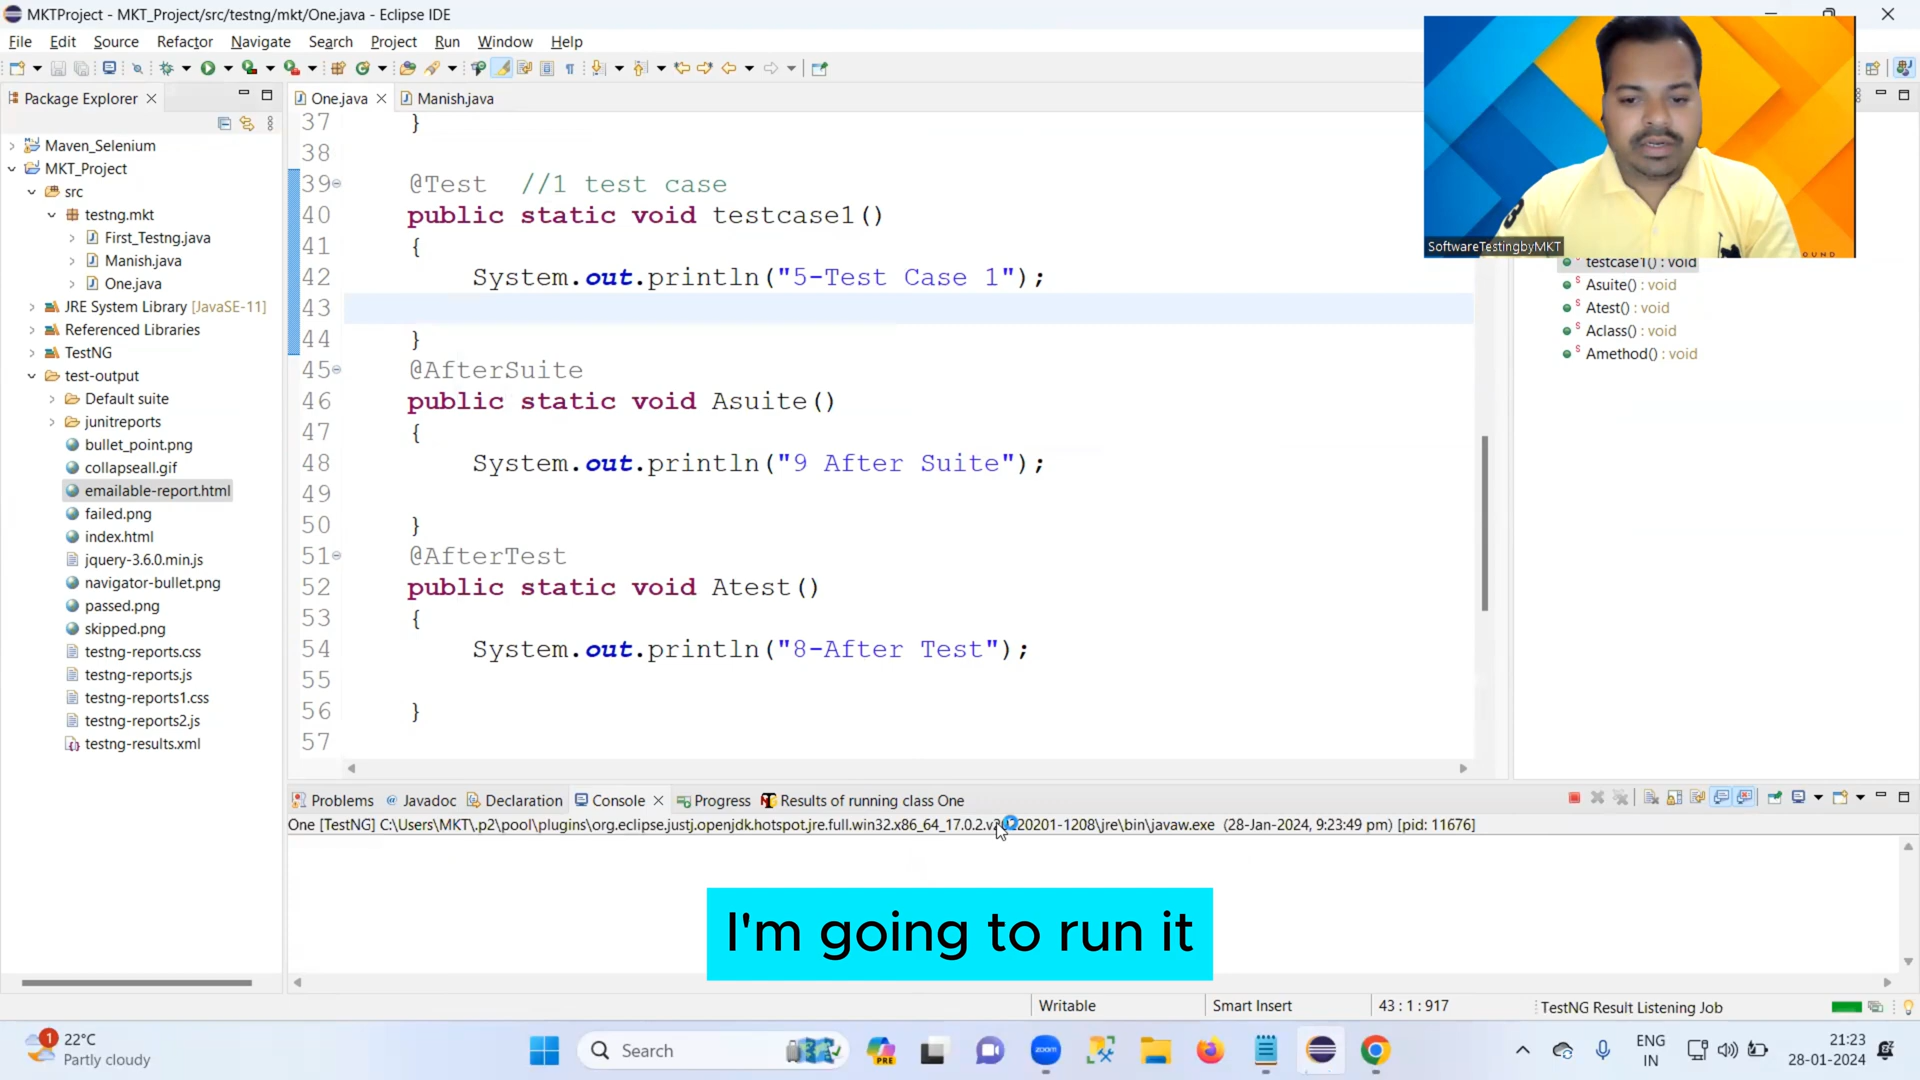 MKTProject - MKT_Project/src/testng/mkt/One.java - Eclipse IDE
File Edit Source Refactor Navigate Search Project Run Window Help
Package Explorer
One.java
Manish.java
Maven_Selenium
MKT_Project
src
testng.mkt
First_Testng.java
Manish.java
One.java
JRE System Library [JavaSE-11]
Referenced Libraries
TestNG
test-output
Default suite
junitreports
bullet_point.png
collapseall.gif
emailable-report.html
failed.png
index.html
jquery-3.6.0.min.js
navigator-bullet.png
passed.png
skipped.png
testng-reports.css
testng-reports.js
testng-reports1.css
testng-reports2.js
testng-results.xml
37 }
38
39 @Test //1 test case
40 public static void testcase1()
41 {
42 System.out.println("5-Test Case 1");
43
44 }
45 @AfterSuite
46 public static void Asuite()
47 {
48 System.out.println("9 After Suite");
49
50 }
51 @AfterTest
52 public static void Atest()
53 {
54 System.out.println("8-After Test");
55
56 }
57
SoftwareTestingbyMKT
OUND
testcase1() : void
Asuite() : void
Atest() : void
Aclass() : void
Amethod() : void
Problems Javadoc Declaration Console Progress Results of running class One
One [TestNG] C:\Users\MKT\.p2\pool\plugins\org.eclipse.justj.openjdk.hotspot.jre.full.win32.x86_64_17.0.2.v20220201-1208\jre\bin\javaw.exe (28-Jan-2024, 9:23:49 pm) [pid: 11676]
I'm going to run it
Writable
Smart Insert
43 : 1 : 917
TestNG Result Listening Job
1
22°C
Partly cloudy
Search
PRE
zoom
ENG
IN
21:23
28-01-2024